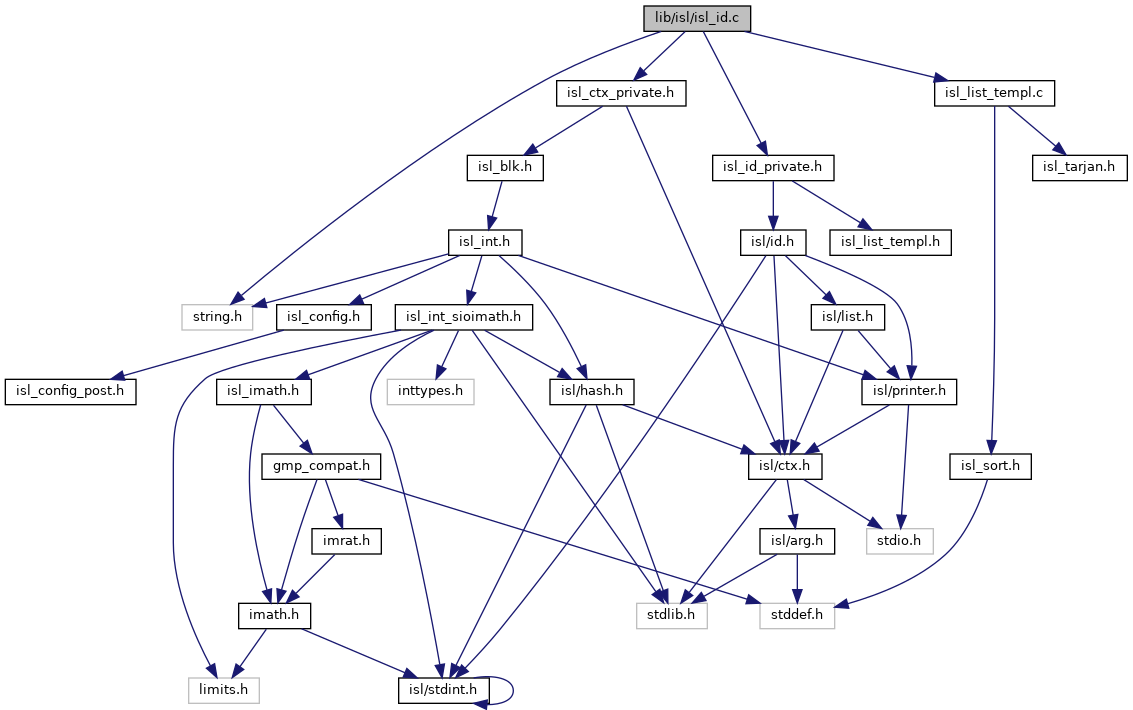 lib/isl/isl_id.c
isl_ctx_private.h
isl_list_templ.c
isl_blk.h
isl_id_private.h
isl_tarjan.h
isl_int.h
isl/id.h
isl_list_templ.h
string.h
isl_config.h
isl_int_sioimath.h
isl/list.h
isl_config_post.h
isl_imath.h
inttypes.h
isl/hash.h
isl/printer.h
gmp_compat.h
isl/ctx.h
isl_sort.h
imrat.h
isl/arg.h
stdio.h
imath.h
stdlib.h
stddef.h
limits.h
isl/stdint.h